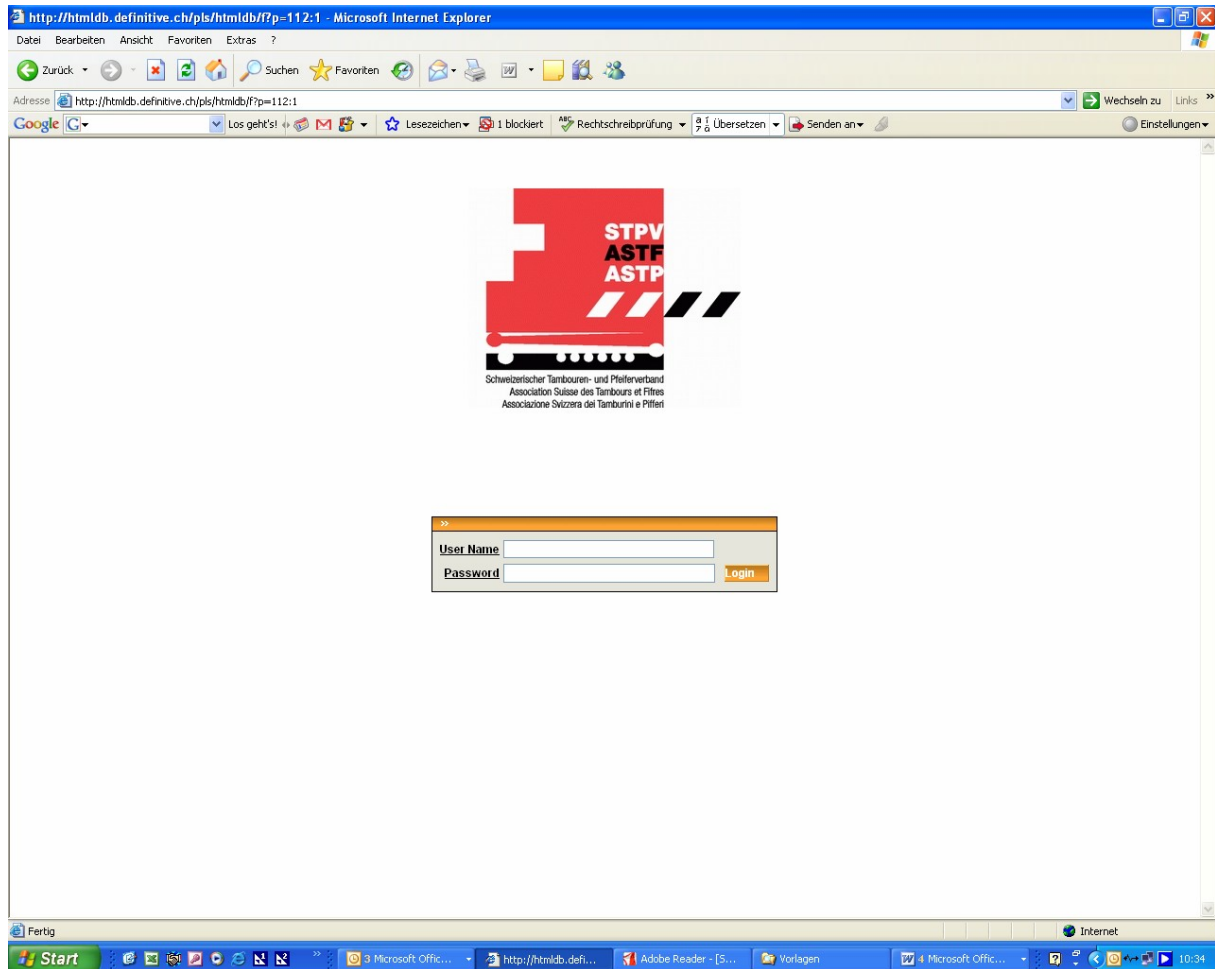 http://htmldb.definitive.ch/pls/htmldb/f?p=112:1 - Microsoft Internet Explorer
Datei Bearbeiten Ansicht Favoriten Extras ?
Zurück Suchen Favoriten
Adresse http://htmldb.definitive.ch/pls/htmldb/f?p=112:1 Wechseln zu Links »
Google G Los geht's! Lesezeichen 1 blockiert ABC Rechtschreibprüfung Übersetzen Senden an Einstellungen
STPV
ASTF
ASTP
Schweizerischer Tambouren- und Pfeiferverband
Association Suisse des Tambours et Fifres
Associazione Svizzera dei Tamburini e Pifferi
»
User Name
Password Login
Fertig Internet
Start » 3 Microsoft Offic... http://htmldb.defi... Adobe Reader - [S... Vorlagen 4 Microsoft Offic... 10:34